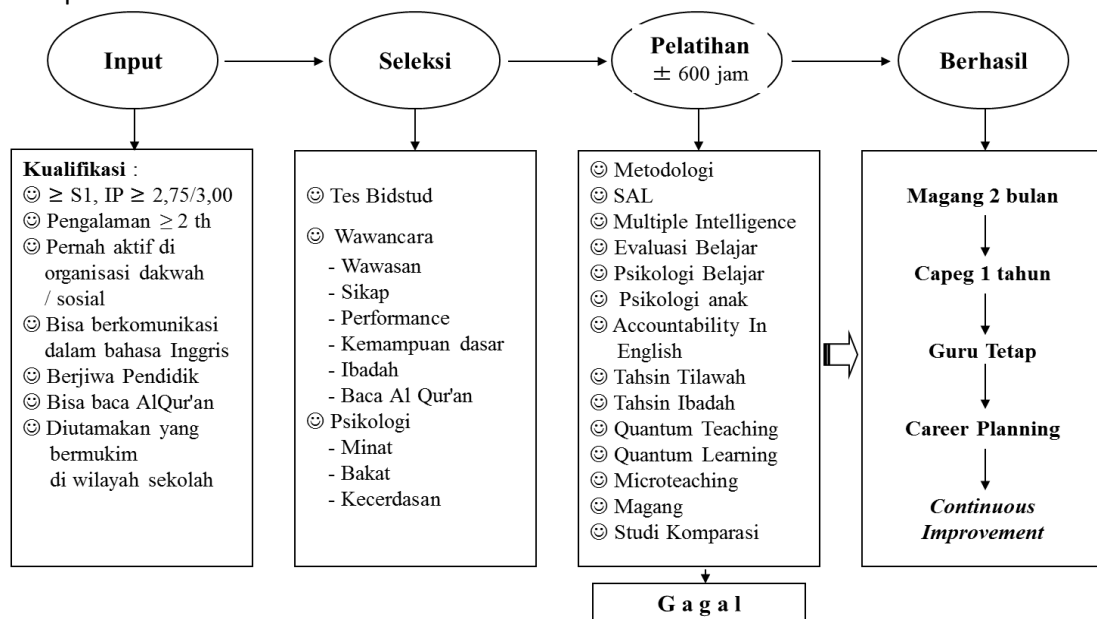 Input
Seleksi
Pelatihan
± 600 jam
Berhasil
Kualifikasi :
☺ ≥ S1, IP ≥ 2,75/3,00
☺ Pengalaman ≥ 2 th
☺ Pernah aktif di
organisasi dakwah
/ sosial
☺ Bisa berkomunikasi
dalam bahasa Inggris
☺ Berjiwa Pendidik
☺ Bisa baca AlQur'an
☺ Diutamakan yang
bermukim
di wilayah sekolah
☺ Tes Bidstud
☺ Wawancara
- Wawasan
- Sikap
- Performance
- Kemampuan dasar
- Ibadah
- Baca Al Qur'an
☺ Psikologi
- Minat
- Bakat
- Kecerdasan
☺ Metodologi
☺ SAL
☺ Multiple Intelligence
☺ Evaluasi Belajar
☺ Psikologi Belajar
☺ Psikologi anak
☺ Accountability In
English
☺ Tahsin Tilawah
☺ Tahsin Ibadah
☺ Quantum Teaching
☺ Quantum Learning
☺ Microteaching
☺ Magang
☺ Studi Komparasi
G a g a l
Magang 2 bulan
Capeg 1 tahun
Guru Tetap
Career Planning
Continuous
Improvement